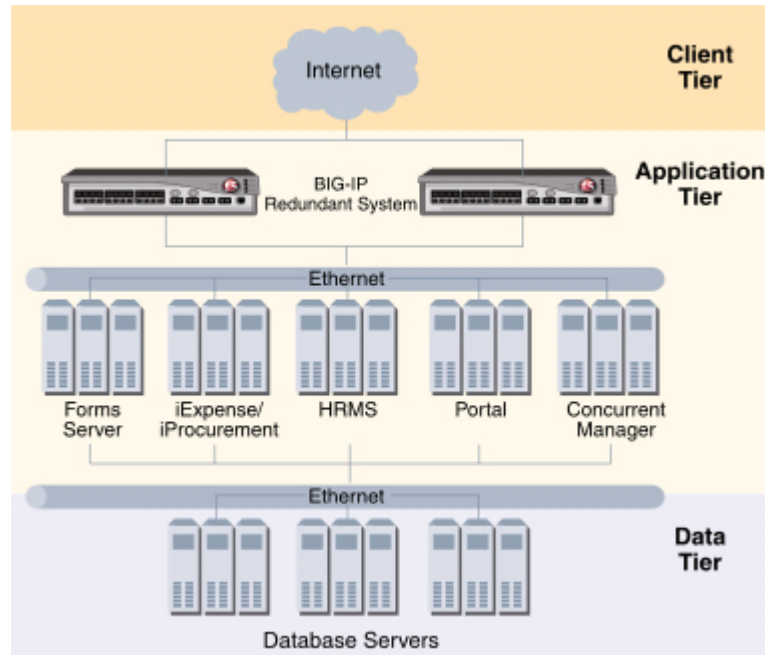 Internet
Client
Tier
BIG-IP
Redundant System
Application
Tier
Ethernet
Forms
Server
iExpense/
iProcurement
HRMS
Portal
Concurrent
Manager
Ethernet
Data
Tier
Database Servers